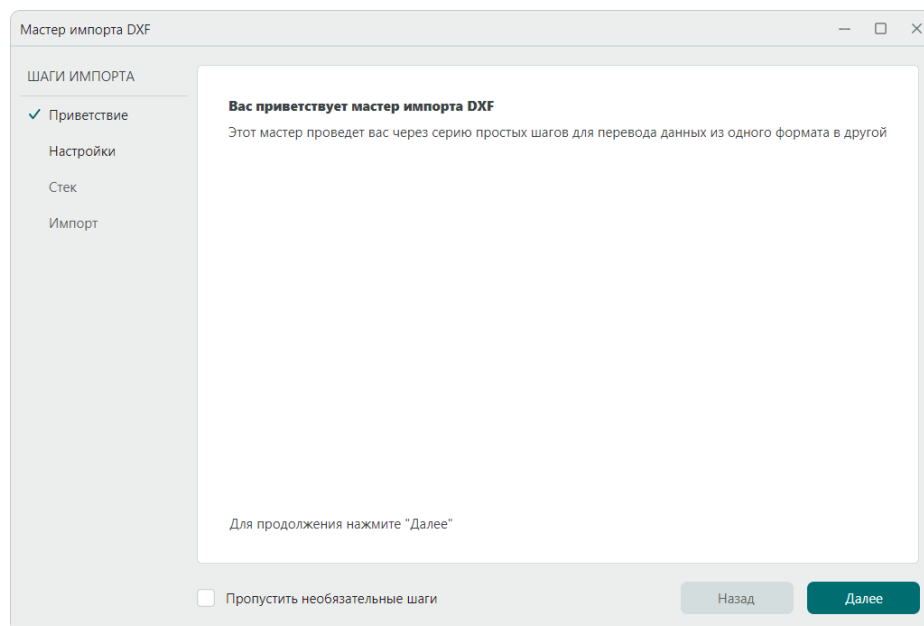 Мастер импорта DXF
ШАГИ ИМПОРТА
Приветствие
Настройки
Стек
Импорт
Вас приветствует мастер импорта DXF
Этот мастер проведет вас через серию простых шагов для перевода данных из одного формата в другой
Для продолжения нажмите "Далее"
Пропустить необязательные шаги
Назад
Далее